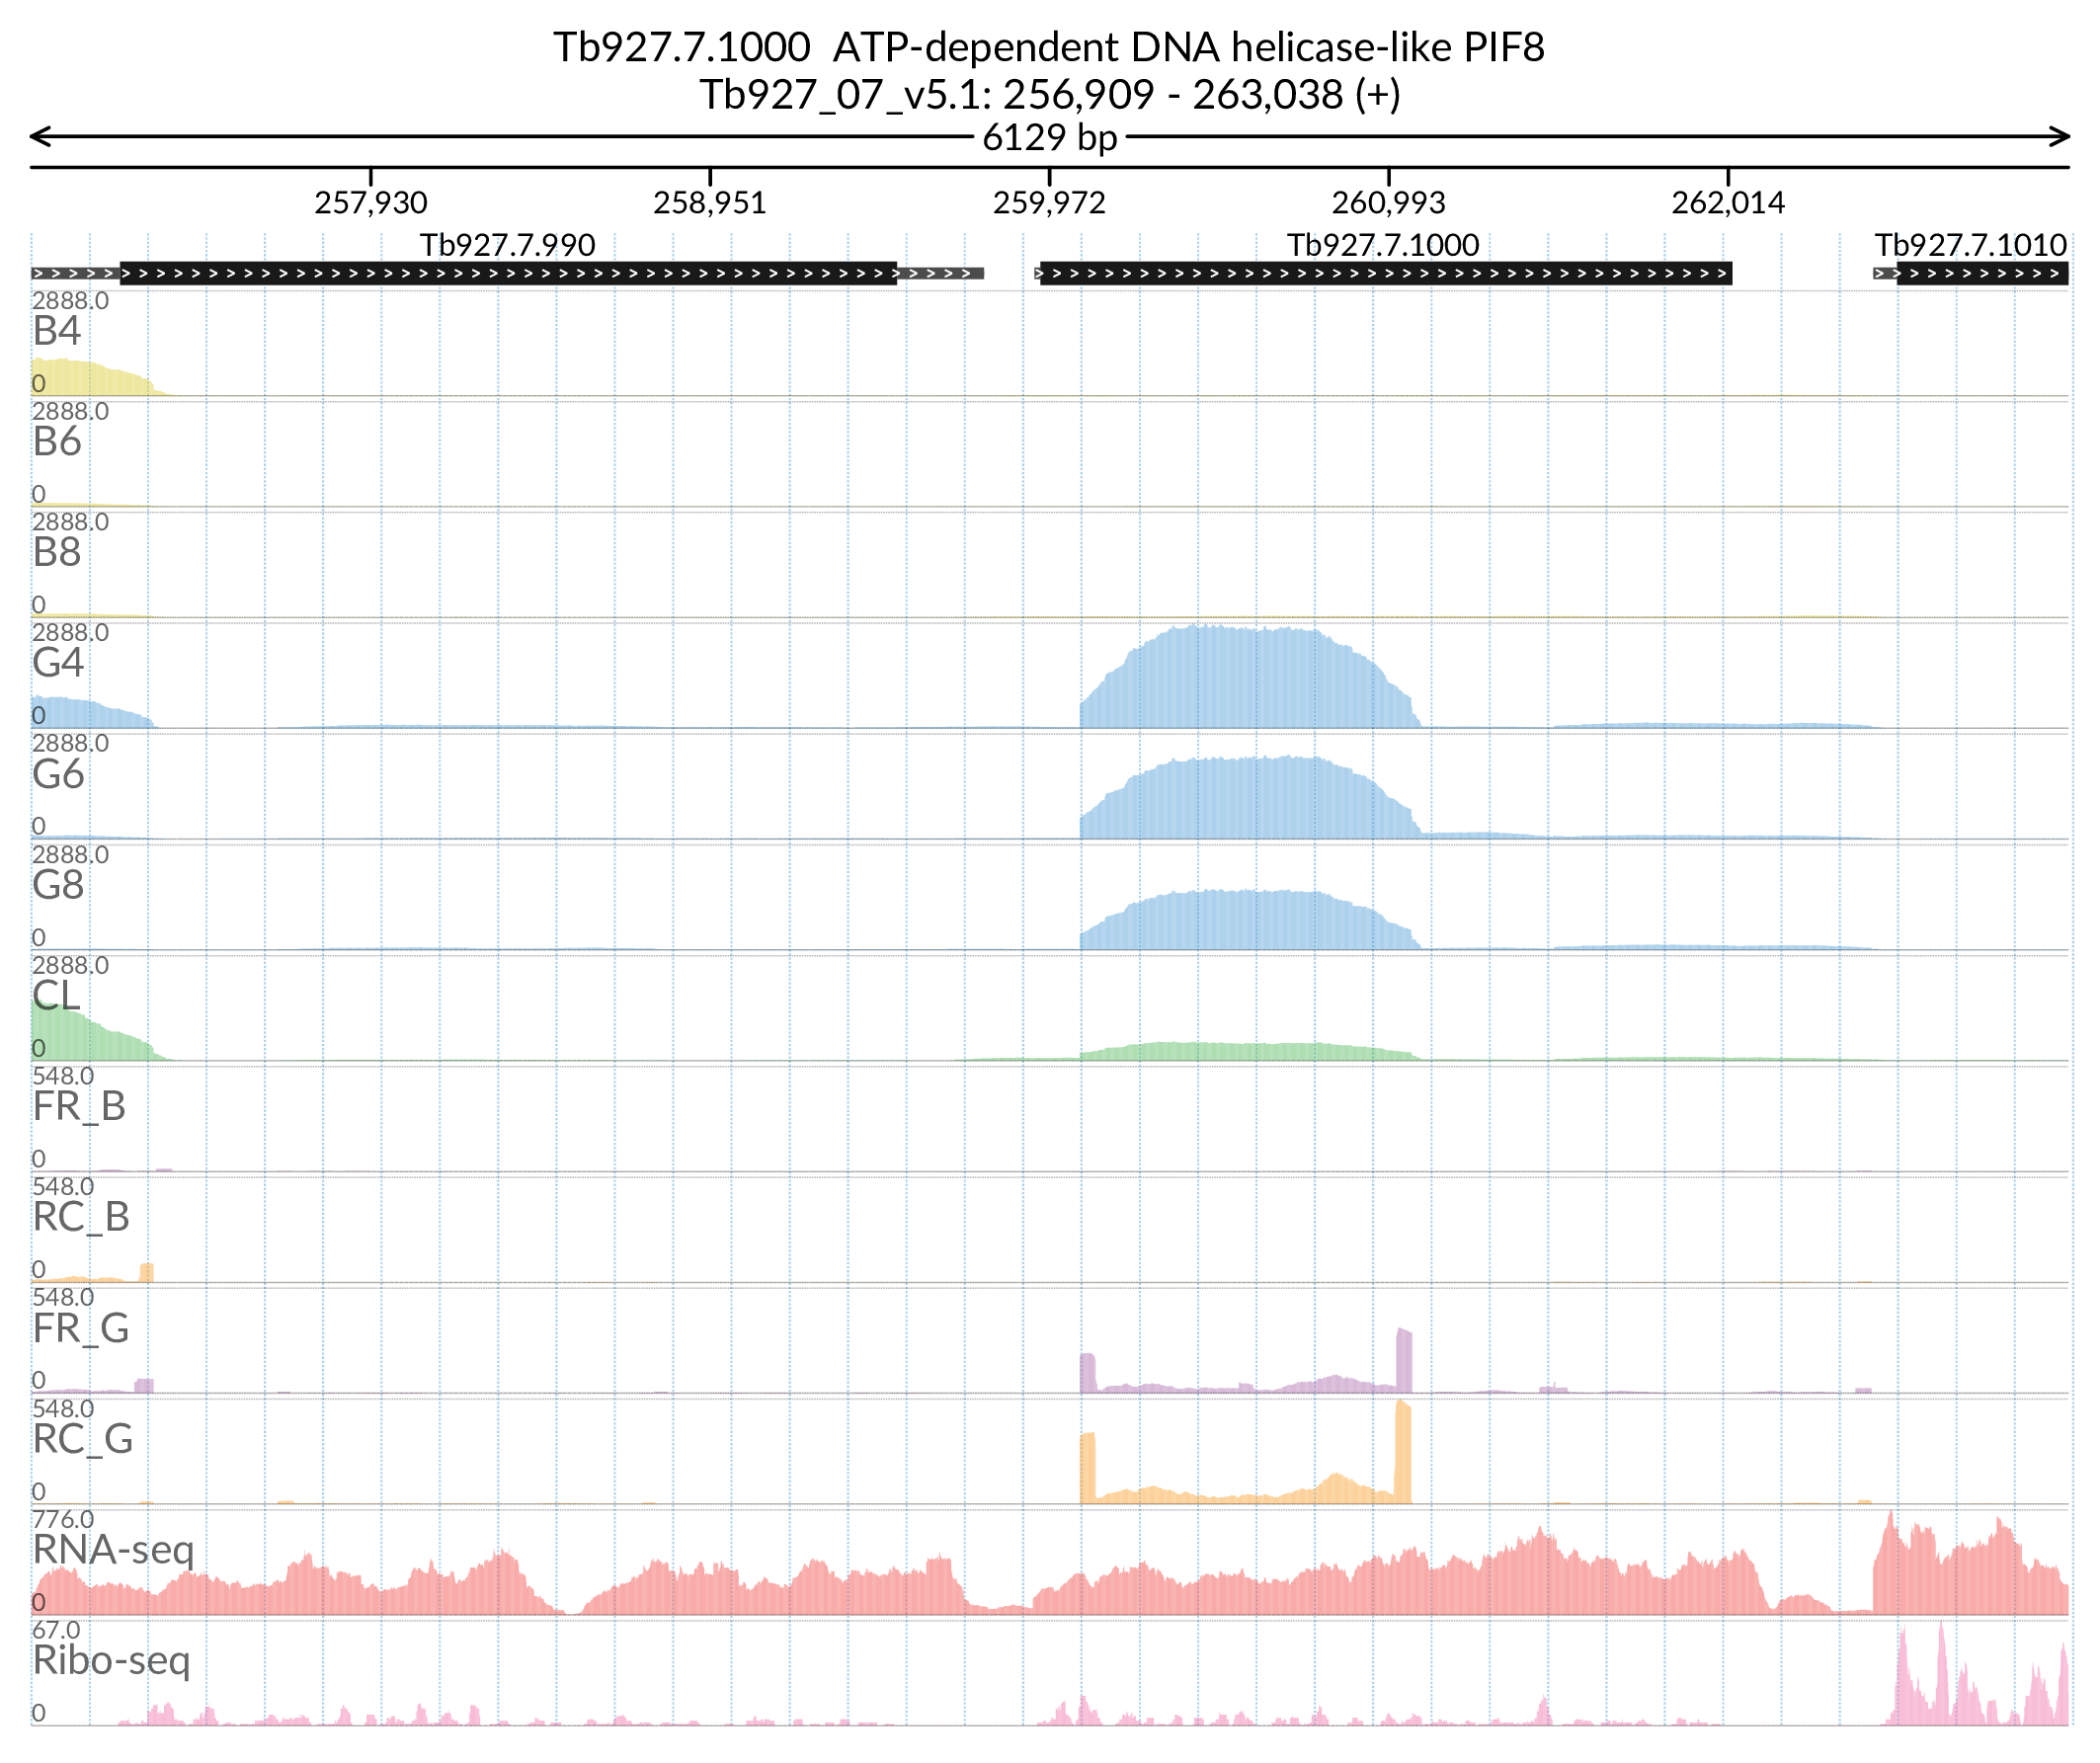 Tb927.7.1000  ATP-dependent DNA helicase-like PIF8
Tb927_07_v5.1: 256,909 - 263,038 (+)
6129 bp
257,930 258,951 259,972 260,993 262,014
Tb927.7.990 Tb927.7.1000 Tb927.7.1010
2888.0
B4
0
2888.0
B6
0
2888.0
B8
0
2888.0
G4
0
2888.0
G6
0
2888.0
G8
0
2888.0
CL
0
548.0
FR_B
0
548.0
RC_B
0
548.0
FR_G
0
548.0
RC_G
0
776.0
RNA-seq
0
67.0
Ribo-seq
0